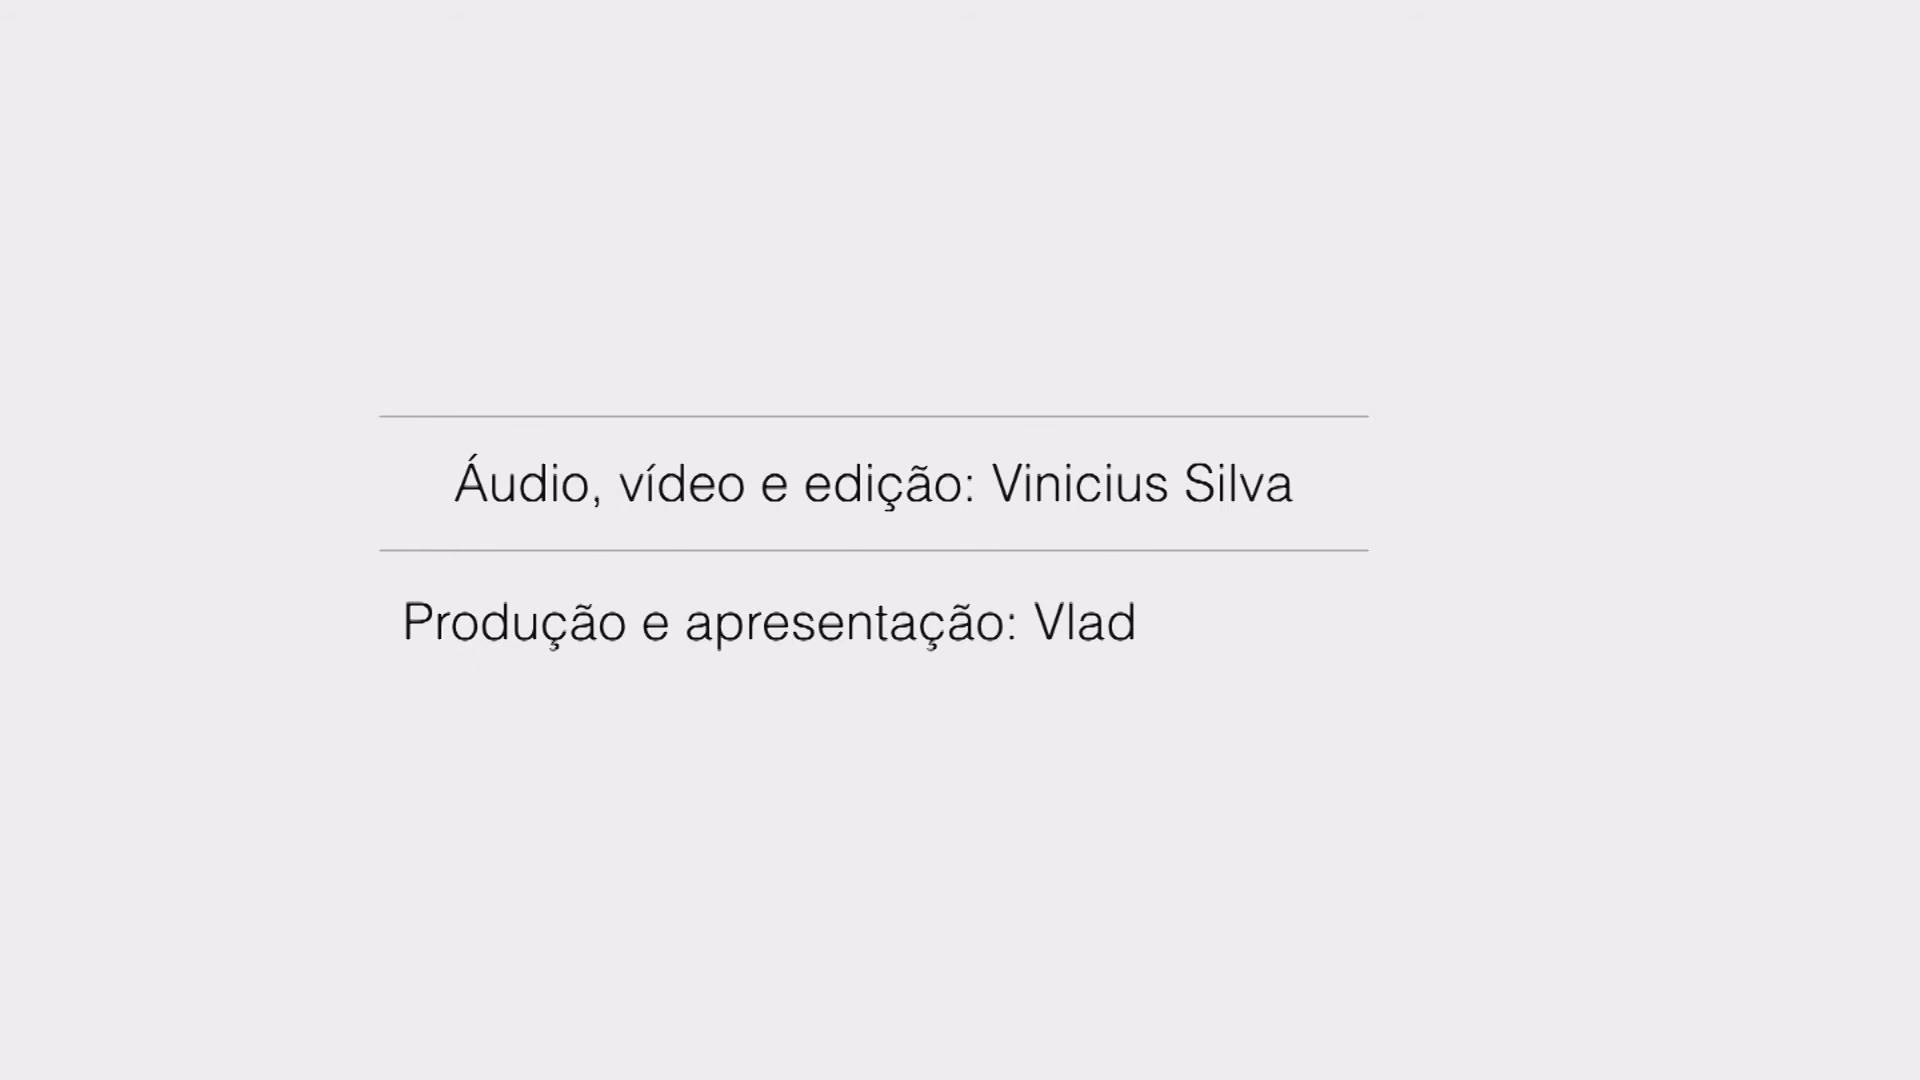 Áudio, vídeo e edição: Vinicius Silva
Produção e apresentação: Vlad